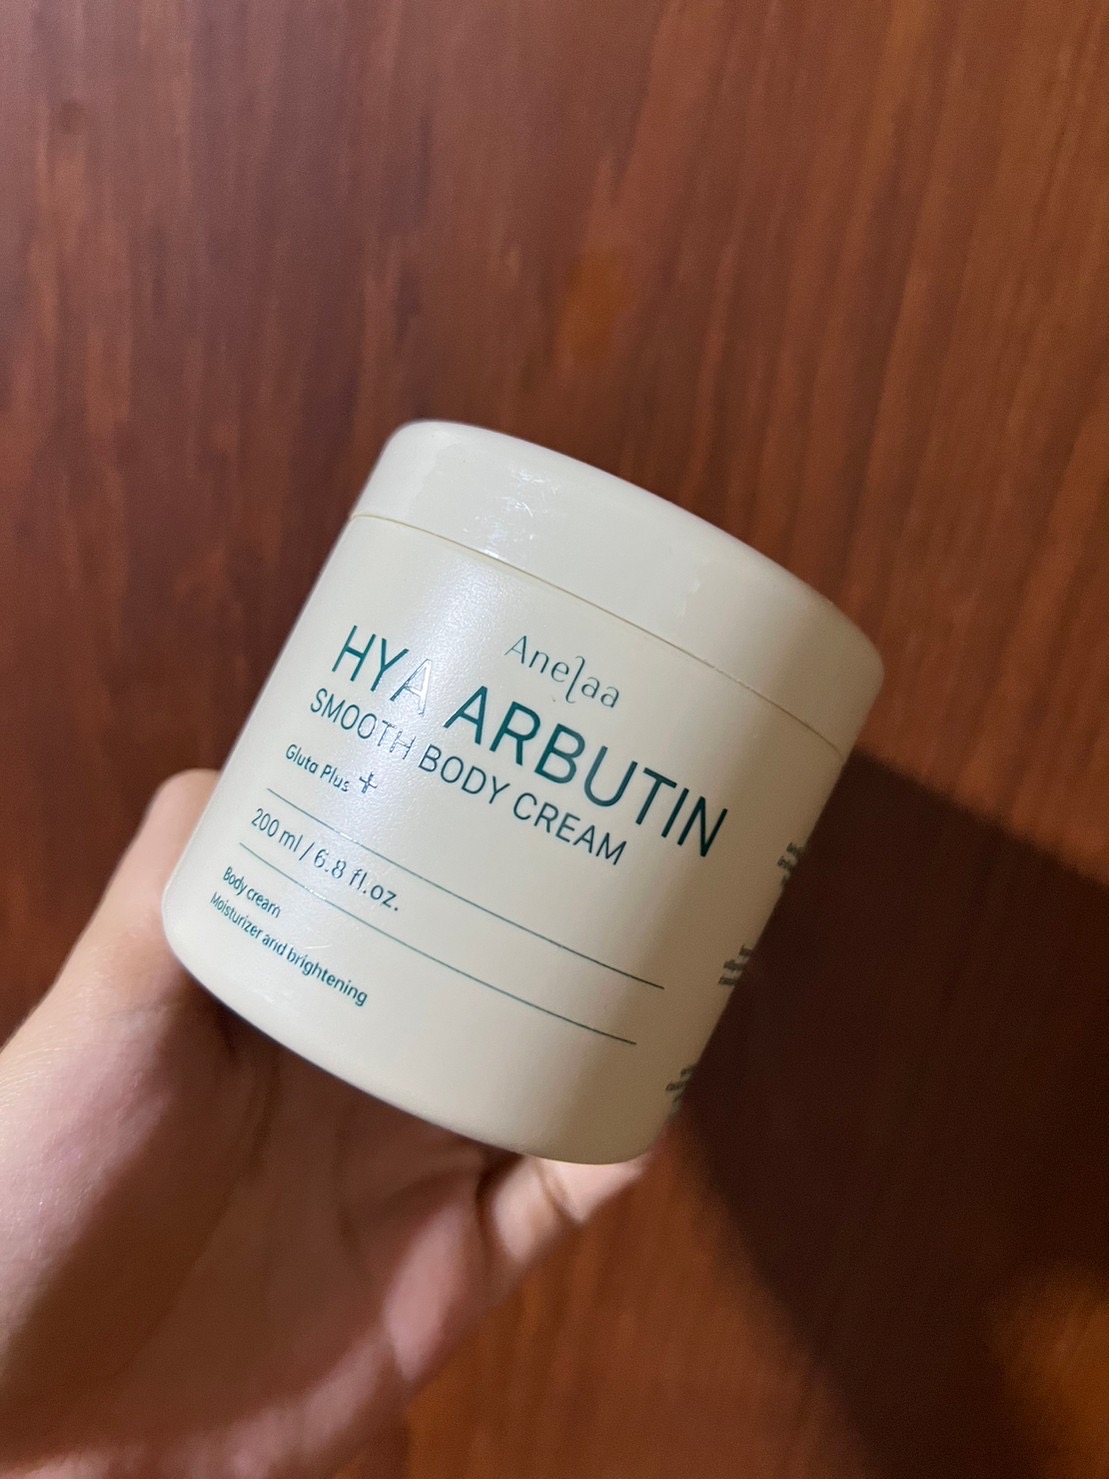 Anelaa
HYA ARBUTIN
SMOOTH BODY CREAM
Gluta Plus +
200 ml / 6.8 fl.oz.
Body cream
Moisturizer and brightening